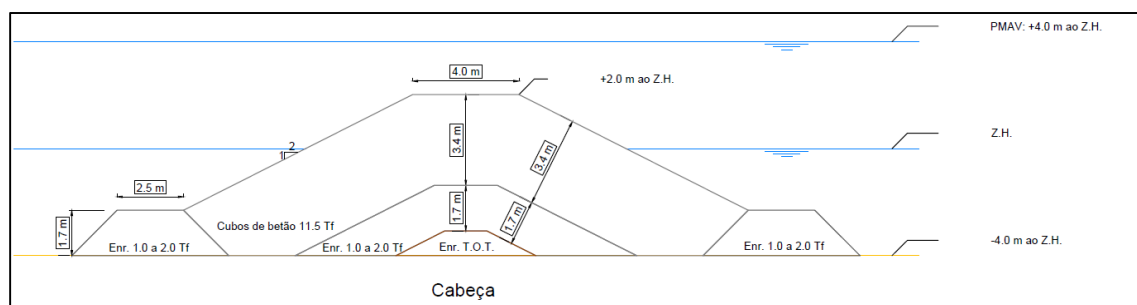 PMAV: +4.0 m ao Z.H.
4.0 m
+2.0 m ao Z.H.
Z.H.
2
1
3.4 m
3.4 m
2.5 m
1.7 m
Cubos de betão 11.5 Tf
1.7 m
1.7 m
Enr. 1.0 a 2.0 Tf
Enr. 1.0 a 2.0 Tf
Enr. T.O.T.
Enr. 1.0 a 2.0 Tf
-4.0 m ao Z.H.
Cabeça